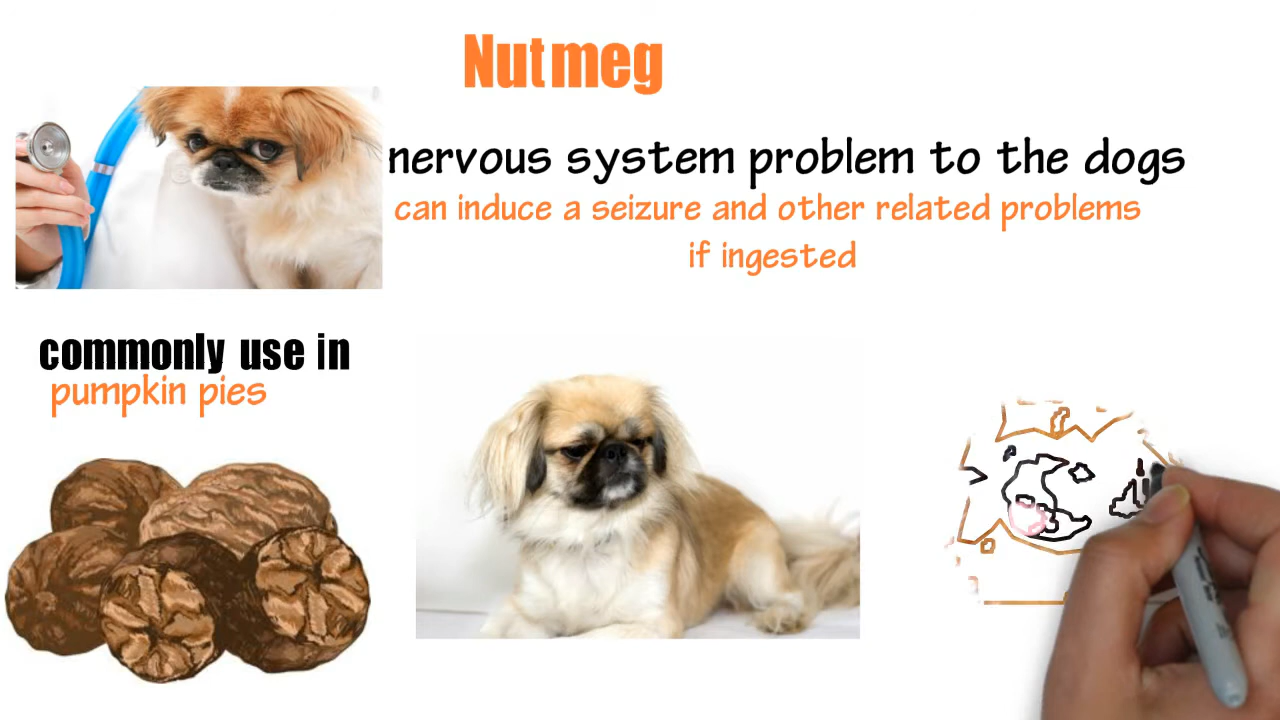 Nutmeg
nervous system problem to the dogs
can induce a seizure and other related problems
if ingested
commonly use in
pumpkin pies